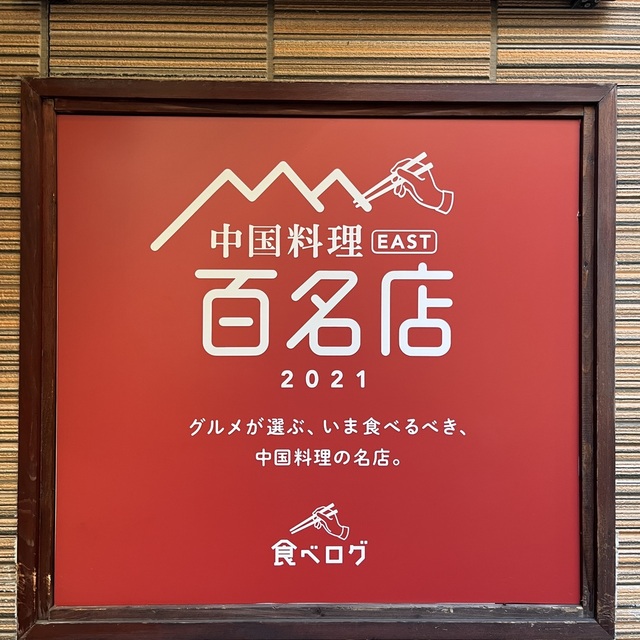 中国料理 EAST
百名店
2021
グルメが選ぶ、いま食べるべき、
中国料理の名店。
食べログ